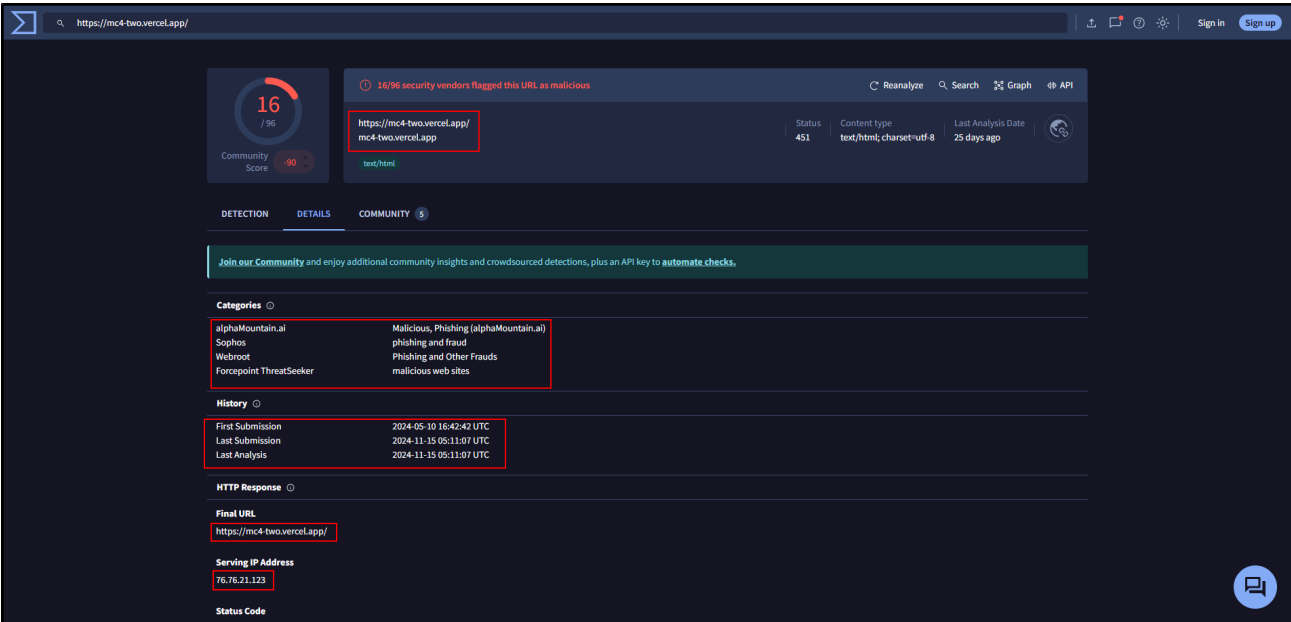 https://mc4-two.vercel.app/
Sign in
Sign up
16
/ 96
Community
Score
-90
16/96 security vendors flagged this URL as malicious
Reanalyze
Search
Graph
API
https://mc4-two.vercel.app/
mc4-two.vercel.app
text/html
Status
451
Content type
text/html; charset=utf-8
Last Analysis Date
25 days ago
DETECTION
DETAILS
COMMUNITY 5
Join our Community and enjoy additional community insights and crowdsourced detections, plus an API key to automate checks.
Categories
alphaMountain.ai Malicious, Phishing (alphaMountain.ai)
Sophos phishing and fraud
Webroot Phishing and Other Frauds
Forcepoint ThreatSeeker malicious web sites
History
First Submission 2024-05-10 16:42:42 UTC
Last Submission 2024-11-15 05:11:07 UTC
Last Analysis 2024-11-15 05:11:07 UTC
HTTP Response
Final URL
https://mc4-two.vercel.app/
Serving IP Address
76.76.21.123
Status Code